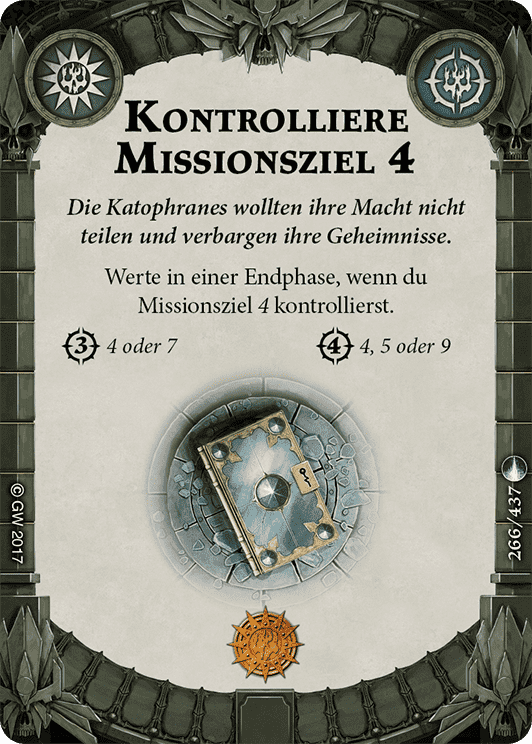 Kontrolliere
Missionsziel 4
Die Katophranes wollten ihre Macht nicht
teilen und verbargen ihre Geheimnisse.
Werte in einer Endphase, wenn du
Missionsziel 4 kontrollierst.
3 4 oder 7
4 4, 5 oder 9
© GW 2017
266/437